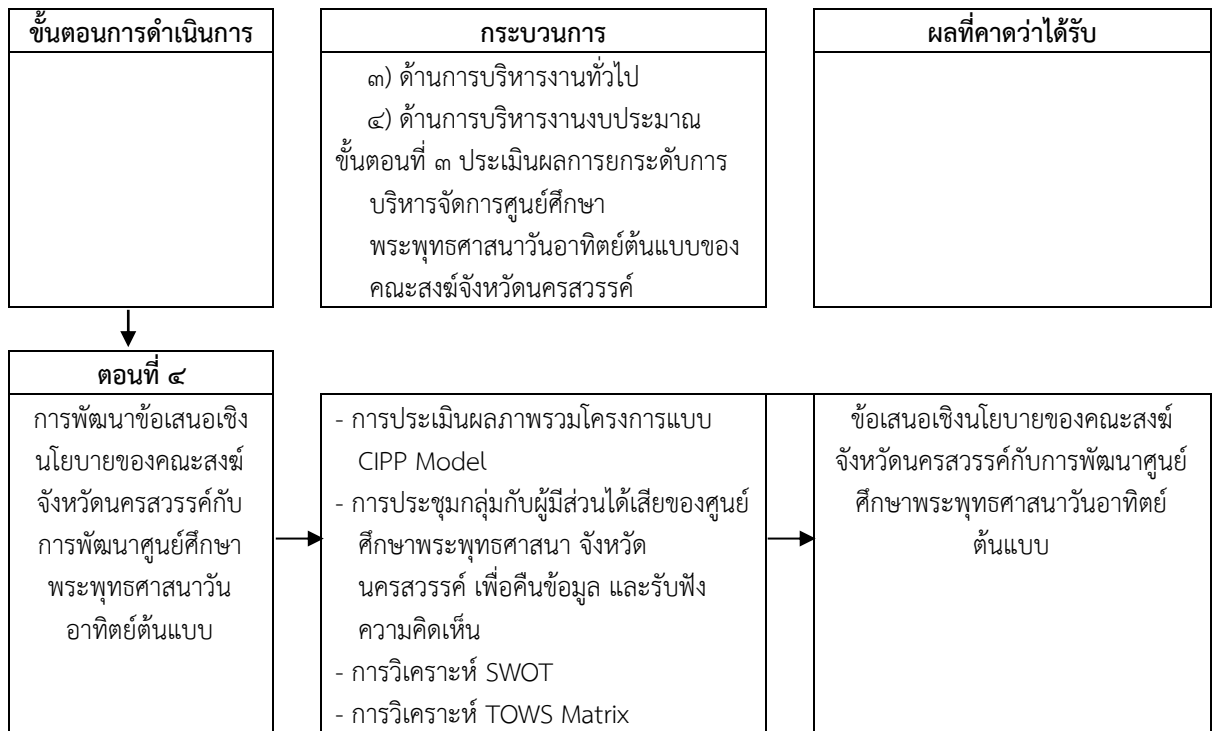 ขั้นตอนการดำเนินการ
กระบวนการ
ผลที่คาดว่าได้รับ
๓) ด้านการบริหารงานทั่วไป
๔) ด้านการบริหารงานงบประมาณ
ขั้นตอนที่ ๓ ประเมินผลการยกระดับการ
บริหารจัดการศูนย์ศึกษา
พระพุทธศาสนาวันอาทิตย์ต้นแบบของ
คณะสงฆ์จังหวัดนครสวรรค์
ตอนที่ ๔
การพัฒนาข้อเสนอเชิง
นโยบายของคณะสงฆ์
จังหวัดนครสวรรค์กับ
การพัฒนาศูนย์ศึกษา
พระพุทธศาสนาวัน
อาทิตย์ต้นแบบ
- การประเมินผลภาพรวมโครงการแบบ
CIPP Model
- การประชุมกลุ่มกับผู้มีส่วนได้เสียของศูนย์
ศึกษาพระพุทธศาสนา จังหวัด
นครสวรรค์ เพื่อคืนข้อมูล และรับฟัง
ความคิดเห็น
- การวิเคราะห์ SWOT
- การวิเคราะห์ TOWS Matrix
ข้อเสนอเชิงนโยบายของคณะสงฆ์
จังหวัดนครสวรรค์กับการพัฒนาศูนย์
ศึกษาพระพุทธศาสนาวันอาทิตย์
ต้นแบบ